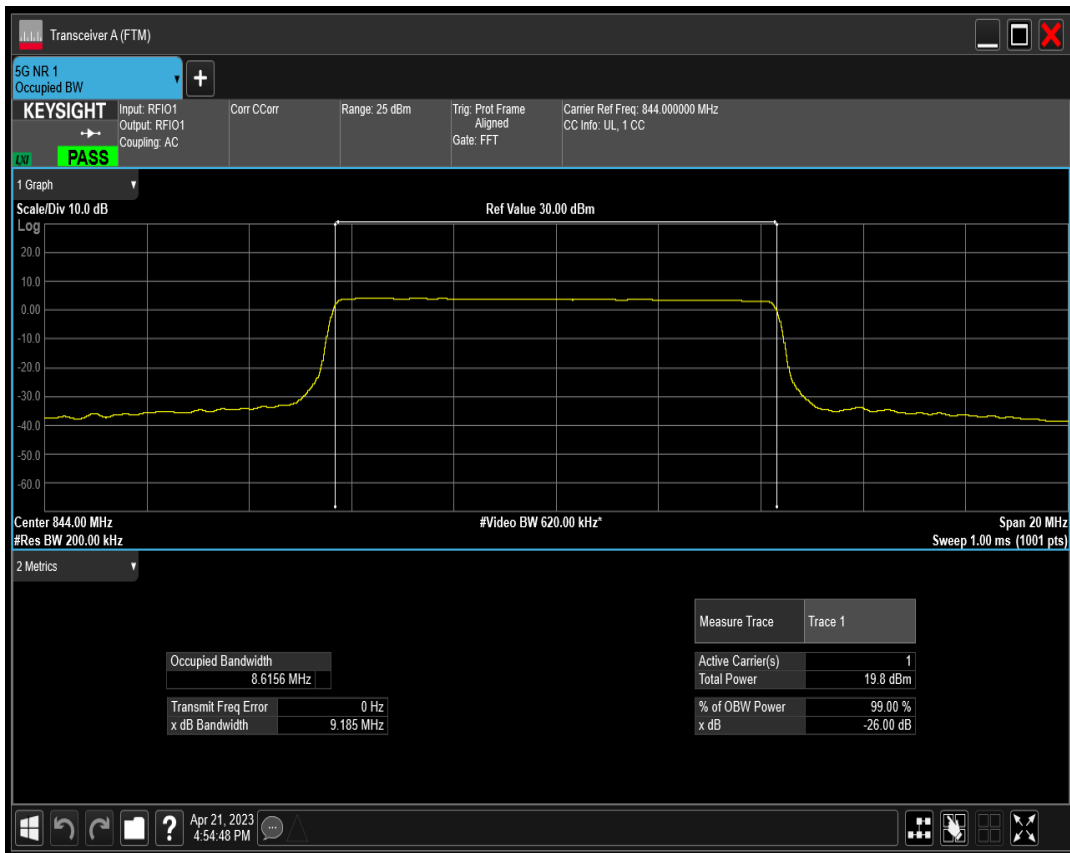 Transceiver A (FTM)
5G NR 1
Occupied BW
+
KEYSIGHT
LXI
PASS
Input: RFIO1
Output: RFIO1
Coupling: AC
Corr CCorr
Range: 25 dBm
Trig: Prot Frame
Aligned
Gate: FFT
Carrier Ref Freq: 844.000000 MHz
CC Info: UL, 1 CC
1 Graph
Scale/Div 10.0 dB
Ref Value 30.00 dBm
Log
20.0
10.0
0.00
-10.0
-20.0
-30.0
-40.0
-50.0
-60.0
Center 844.00 MHz
#Video BW 620.00 kHz*
Span 20 MHz
#Res BW 200.00 kHz
Sweep 1.00 ms (1001 pts)
2 Metrics
Measure Trace Trace 1
Occupied Bandwidth
8.6156 MHz
Active Carrier(s) 1
Total Power 19.8 dBm
Transmit Freq Error 0 Hz
x dB Bandwidth 9.185 MHz
% of OBW Power 99.00 %
x dB -26.00 dB
?
Apr 21, 2023
4:54:48 PM